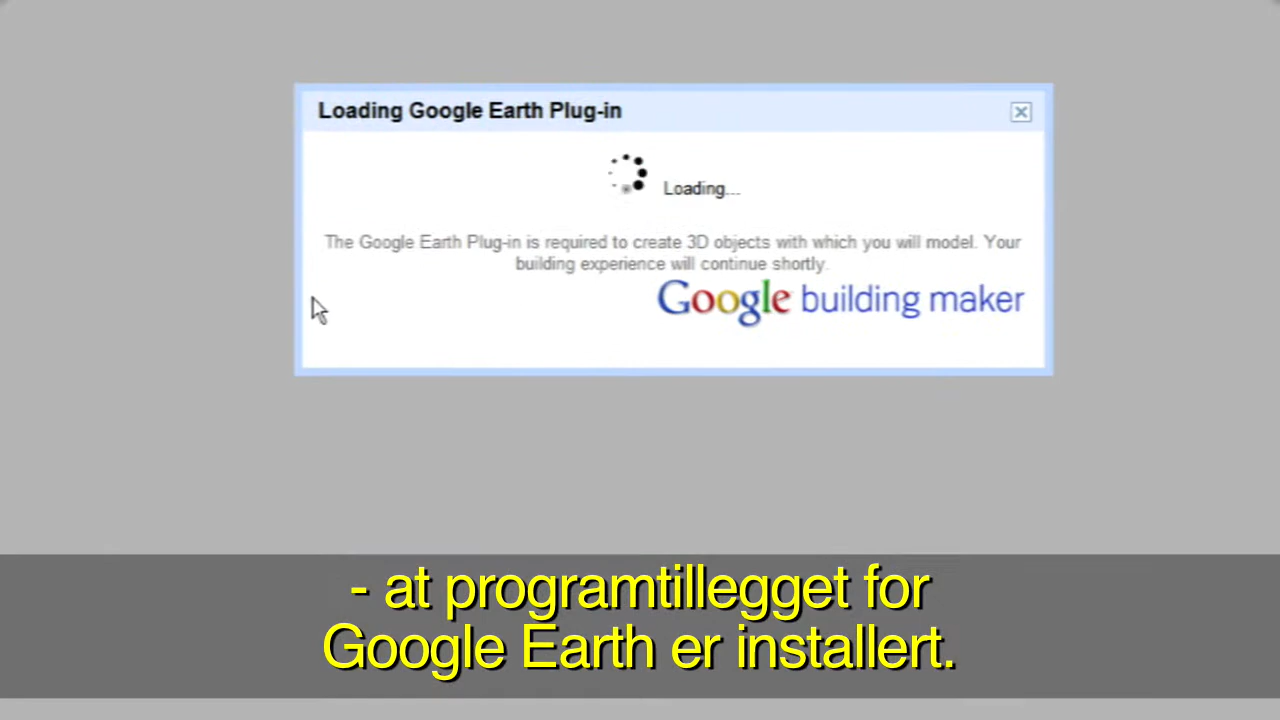 Loading Google Earth Plug-in
Loading...
The Google Earth Plug-in is required to create 3D objects with which you will model. Your
building experience will continue shortly.
Google building maker
- at programtillegget for
Google Earth er installert.